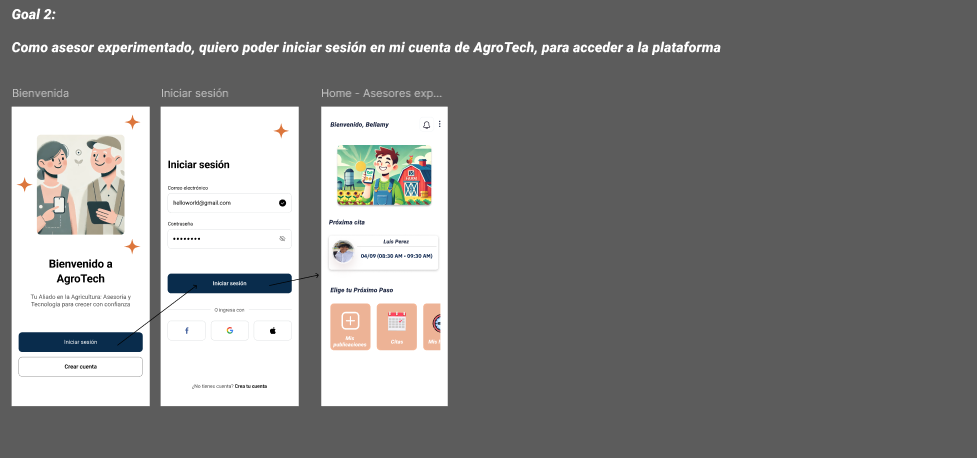 Goal 2:
Como asesor experimentado, quiero poder iniciar sesión en mi cuenta de AgroTech, para acceder a la plataforma
Bienvenida
Bienvenido a
AgroTech
Tu Aliado en la Agricultura: Asesoría y
Tecnología para crecer con confianza
Iniciar sesión
Crear cuenta
Iniciar sesión
Iniciar sesión
Correo electrónico
helloworld@gmail.com
Contraseña
Iniciar sesión
O ingresa con
¿No tienes cuenta? Crea tu cuenta
Home - Asesores exp...
Bienvenido, Bellamy
FARM
Próxima cita
Luis Perez
04/09 (08:30 AM - 09:30 AM)
Elige tu Próximo Paso
Mis
publicaciones
Citas
Mis